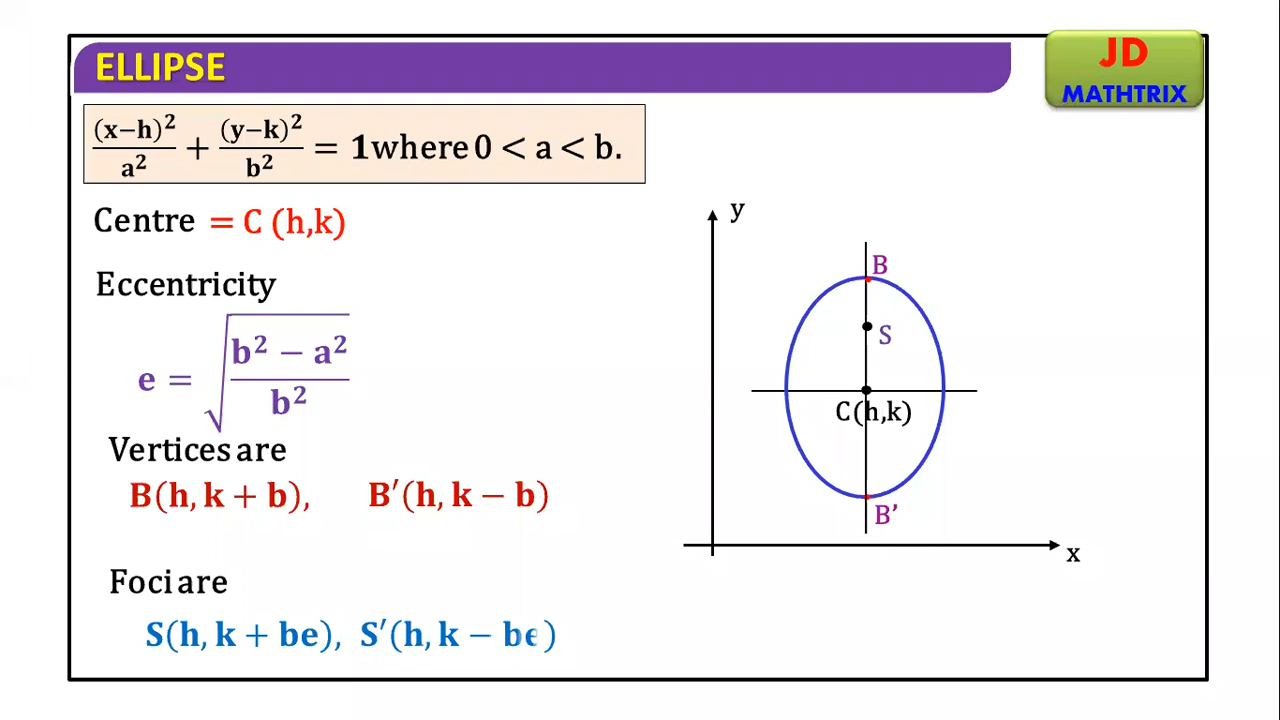 ELLIPSE
JD
MATHTRIX
(x−h)²/a² + (y−k)²/b² = 1 where 0 < a < b.
Centre = C (h,k)
Eccentricity
e = √((b² − a²)/b²)
Vertices are
B(h, k + b), B′(h, k − b)
Foci are
S(h, k + be), S′(h, k − be)
y
B
S
C(h,k)
B'
x